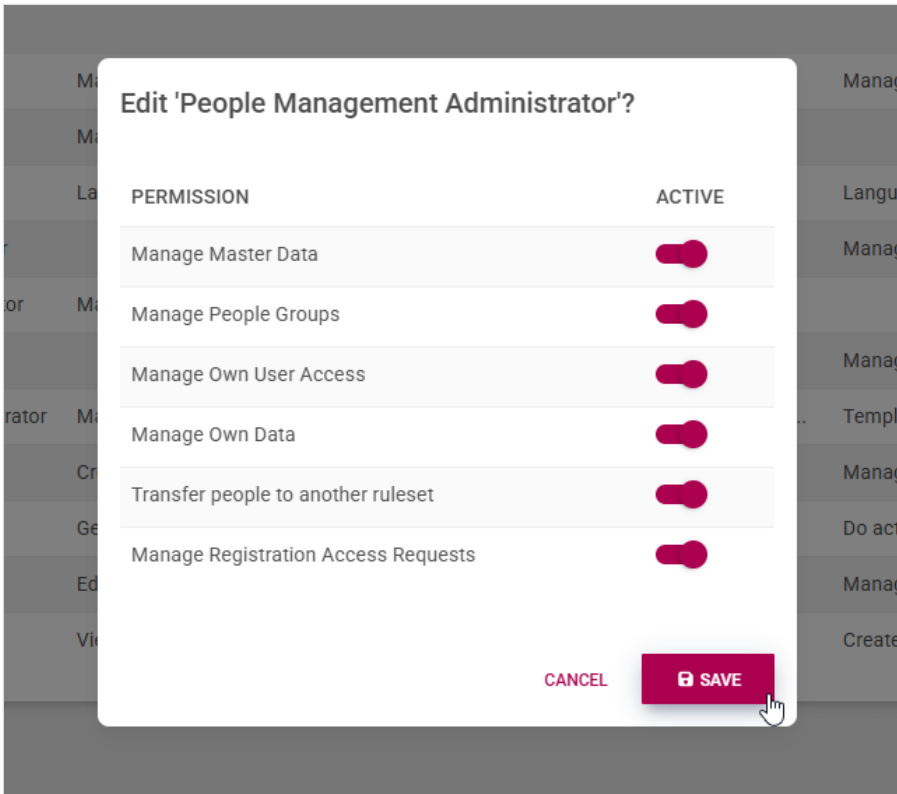 Edit 'People Management Administrator'?
PERMISSION ACTIVE
Manage Master Data
Manage People Groups
Manage Own User Access
Manage Own Data
Transfer people to another ruleset
Manage Registration Access Requests
CANCEL SAVE